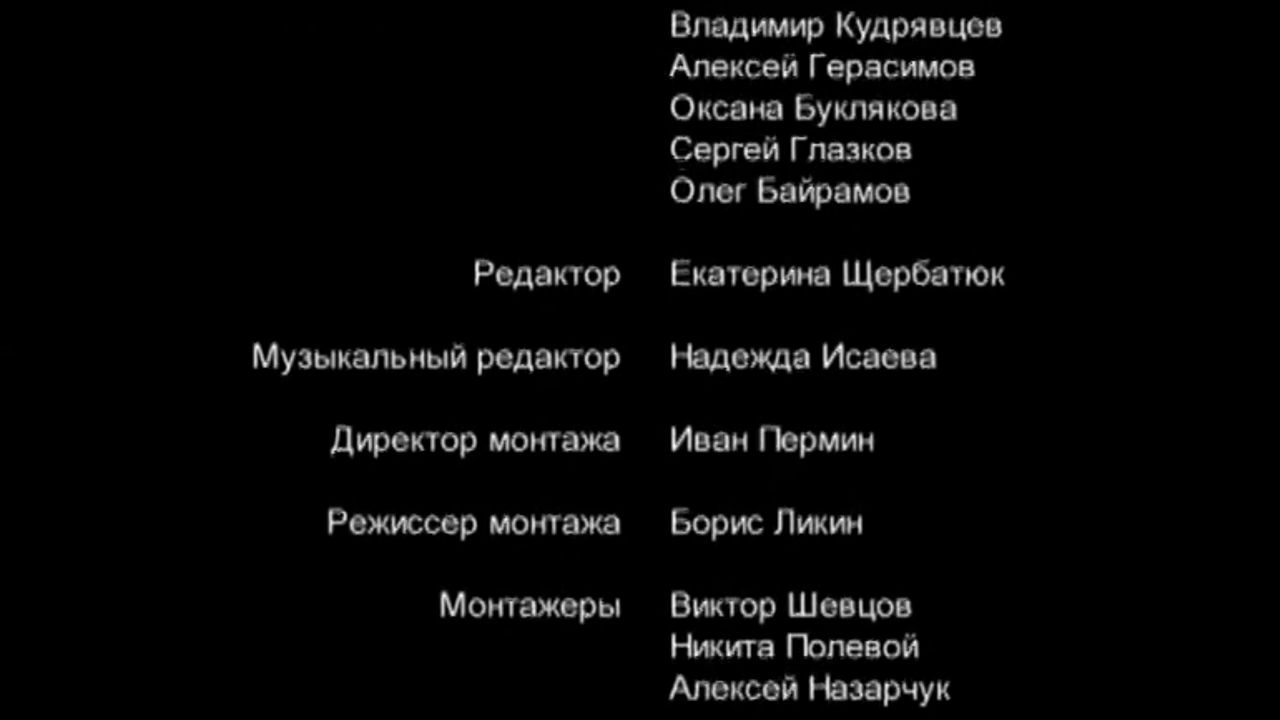 Владимир Кудрявцев
Алексей Герасимов
Оксана Буклякова
Сергей Глазков
Олег Байрамов
Редактор Екатерина Щербатюк
Музыкальный редактор Надежда Исаева
Директор монтажа Иван Пермин
Режиссер монтажа Борис Ликин
Монтажеры Виктор Шевцов
Никита Полевой
Алексей Назарчук